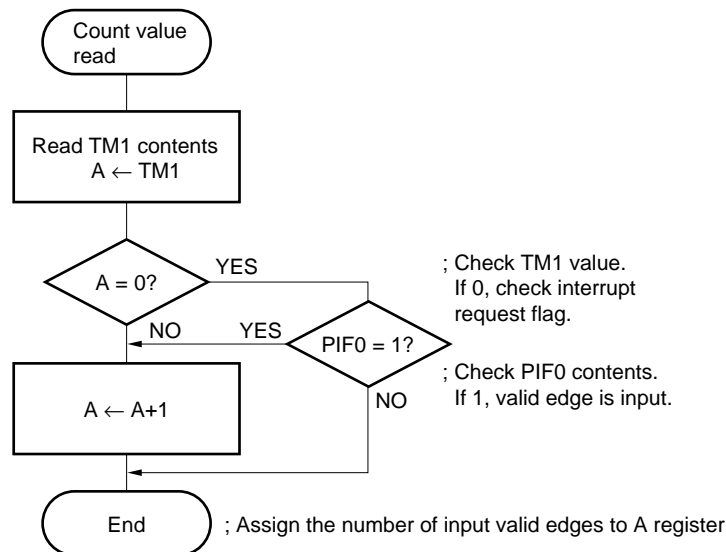 Count value
read
Read TM1 contents
A ← TM1
A = 0?
YES
; Check TM1 value.
If 0, check interrupt
request flag.
NO
YES
PIF0 = 1?
; Check PIF0 contents.
If 1, valid edge is input.
NO
A ← A+1
End
; Assign the number of input valid edges to A register